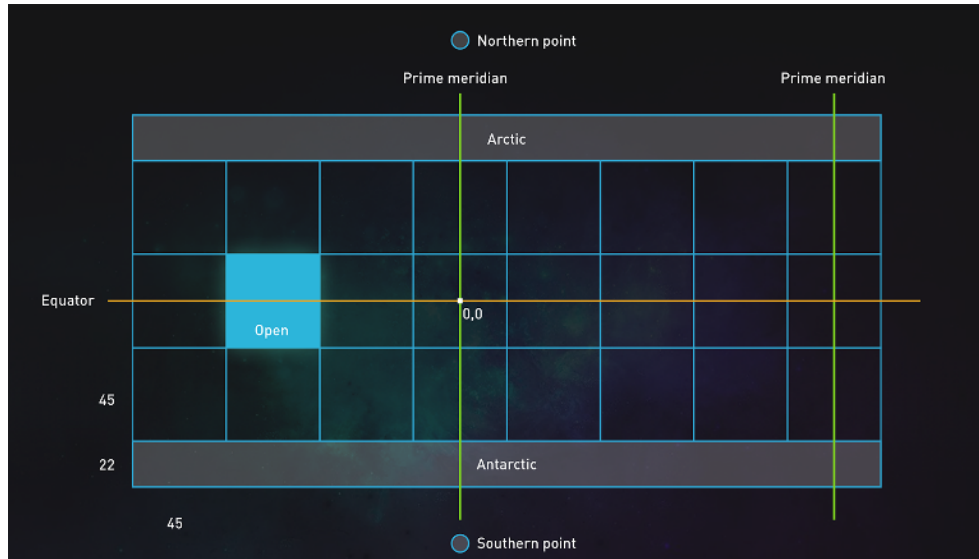 Northern point
Prime meridian
Prime meridian
Arctic
Equator
0,0
Open
45
22
Antarctic
45
Southern point